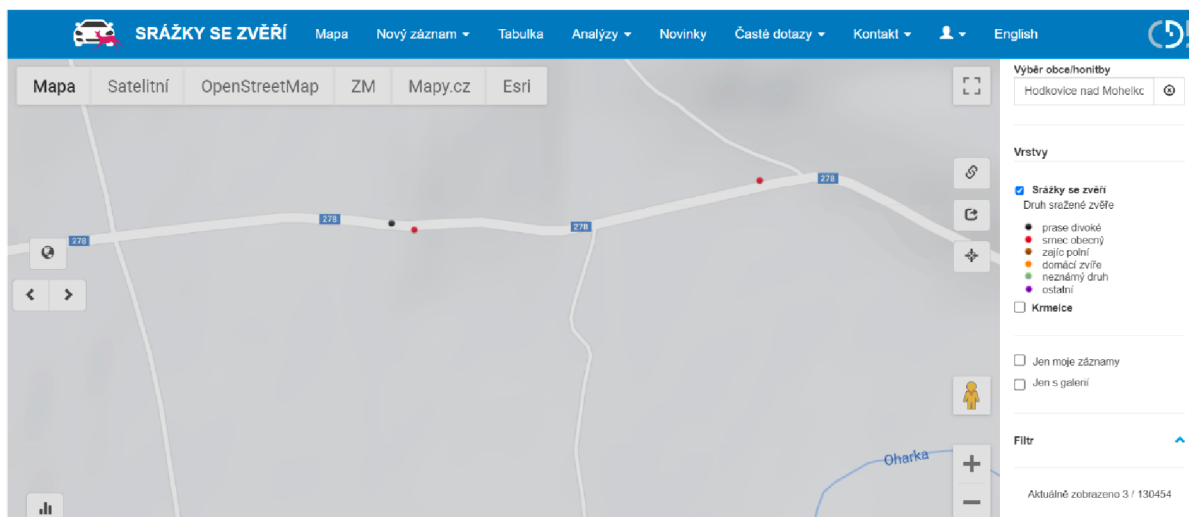 SRÁŽKY SE ZVĚŘÍ Mapa Nový záznam Tabulka Analýzy Novinky Časté dotazy Kontakt English
Mapa Satelitní OpenStreetMap ZM Mapy.cz Esri
Výběr obce/honitby
Hodkovice nad Mohelkc
Vrstvy
Srážky se zvěří
Druh sražené zvěře
prase divoké
srnec obecný
zajíc polní
domácí zvíře
neznámý druh
ostatní
Krmelce
Jen moje záznamy
Jen s galerií
Filtr
Aktuálně zobrazeno 3 / 130454
278
278
278
278
Oharka